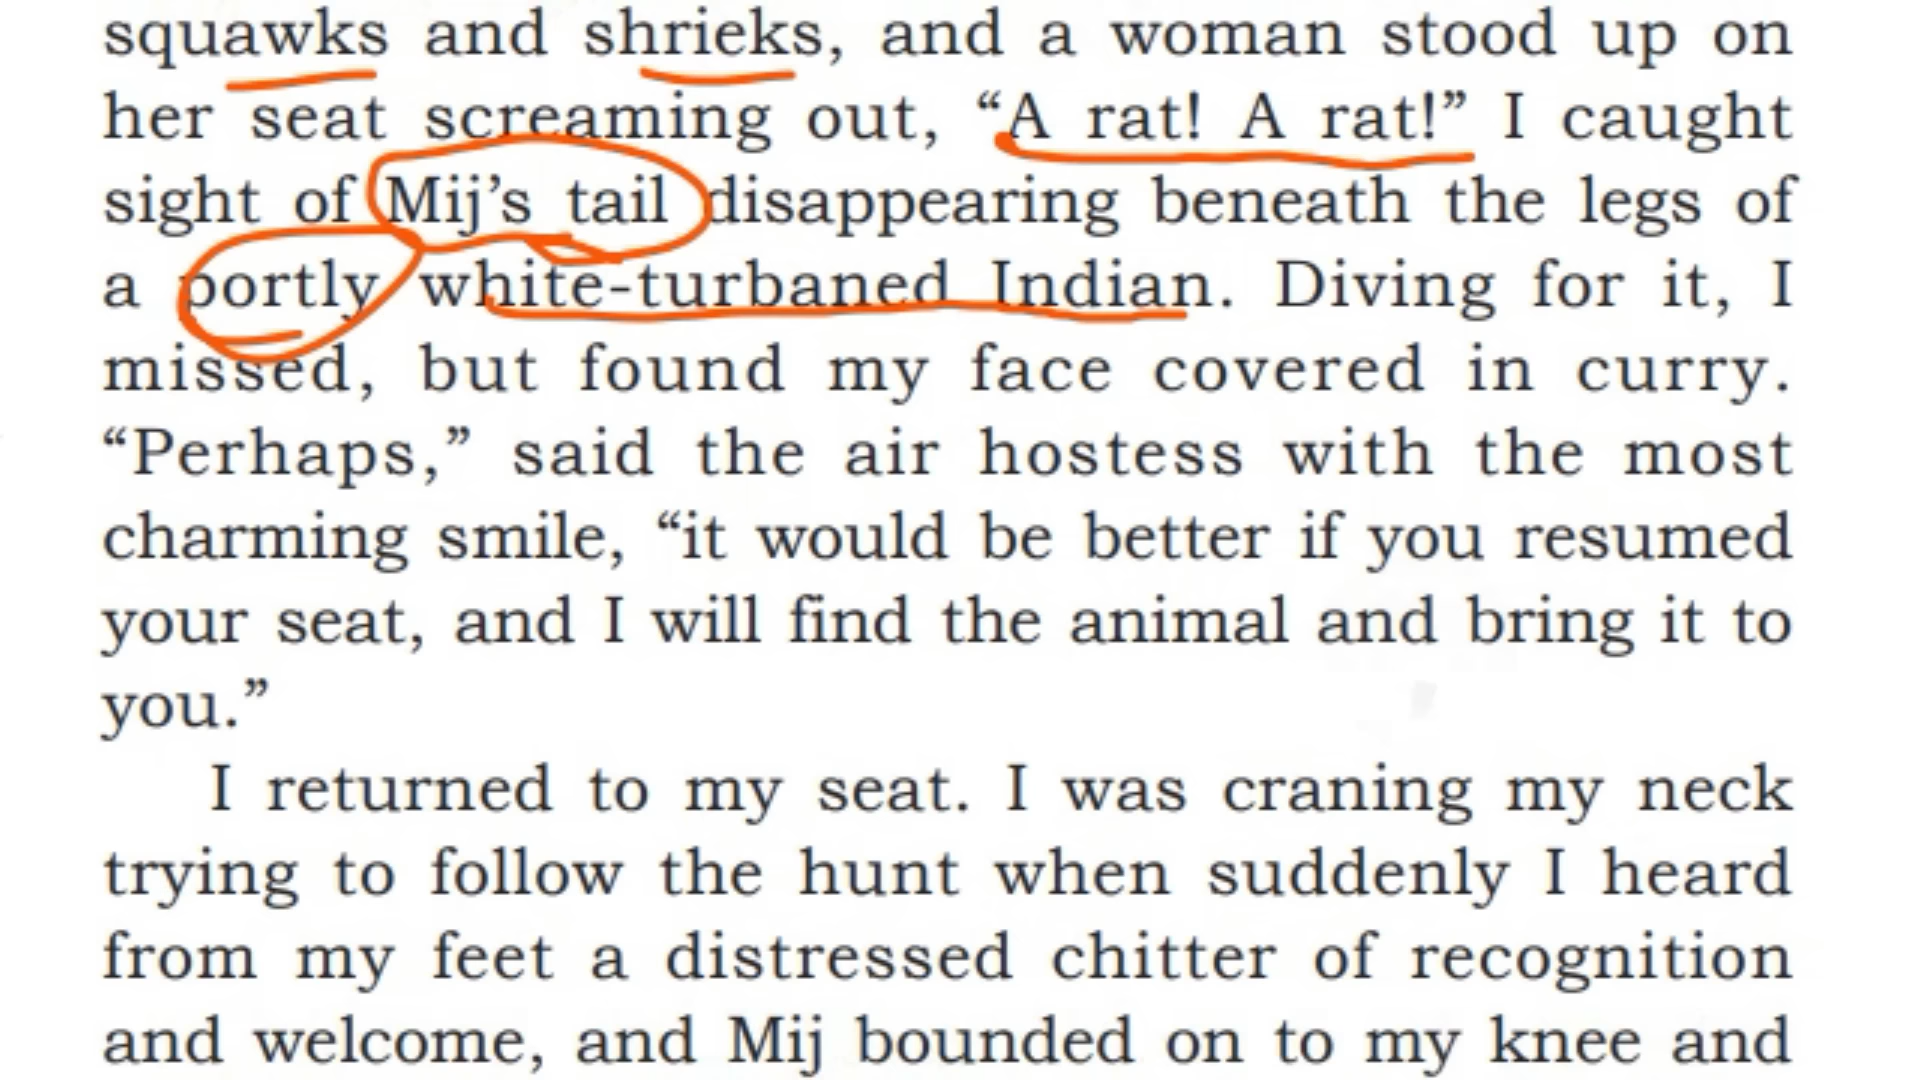 squawks and shrieks, and a woman stood up on
her seat screaming out, “A rat! A rat!” I caught
sight of Mij’s tail disappearing beneath the legs of
a portly white-turbaned Indian. Diving for it, I
missed, but found my face covered in curry.
“Perhaps,” said the air hostess with the most
charming smile, “it would be better if you resumed
your seat, and I will find the animal and bring it to
you.”
I returned to my seat. I was craning my neck
trying to follow the hunt when suddenly I heard
from my feet a distressed chitter of recognition
and welcome, and Mij bounded on to my knee and